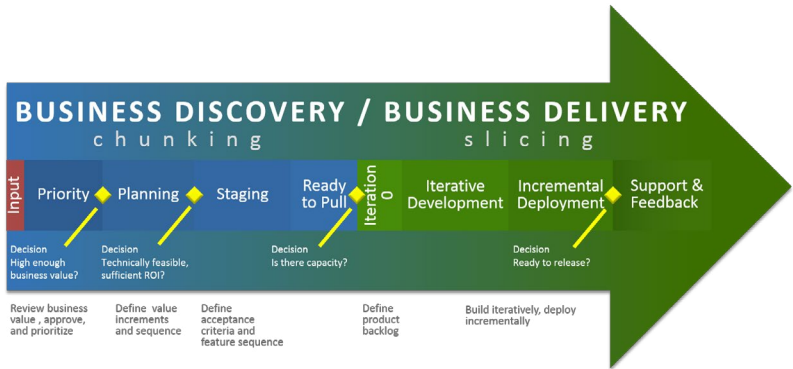 BUSINESS DISCOVERY / BUSINESS DELIVERY
chunking
slicing
Input
Priority
Planning
Staging
Ready
to Pull
Iteration
0
Iterative
Development
Incremental
Deployment
Support &
Feedback
Decision
High enough
business value?
Decision
Technically feasible,
sufficient ROI?
Decision
Is there capacity?
Decision
Ready to release?
Review business
value , approve,
and prioritize
Define value
increments
and sequence
Define
acceptance
criteria and
feature sequence
Define
product
backlog
Build iteratively, deploy
incrementally